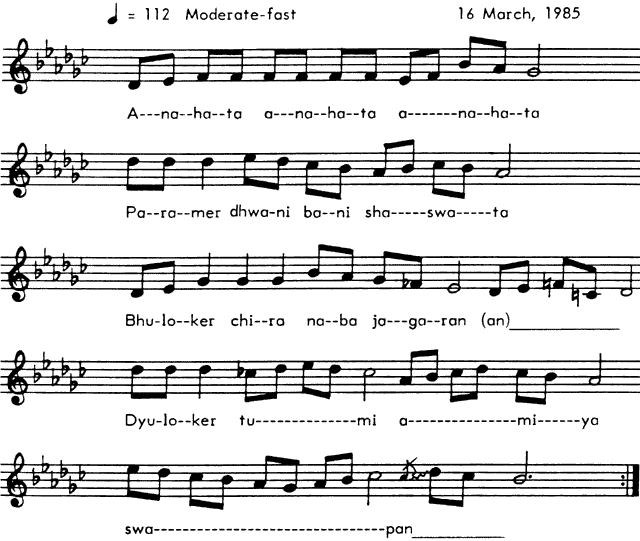 ♩ = 112 Moderate-fast 16 March, 1985
A---na--ha--ta a---na--ha--ta a-------na--ha--ta
Pa--ra--mer dhwa-ni ba--ni sha-----swa-----ta
Bhu-lo--ker chi--ra na--ba ja---ga--ran (an)______________
Dyu-lo--ker tu-------------mi a---------------mi------ya
swa--------------------------------pan____________